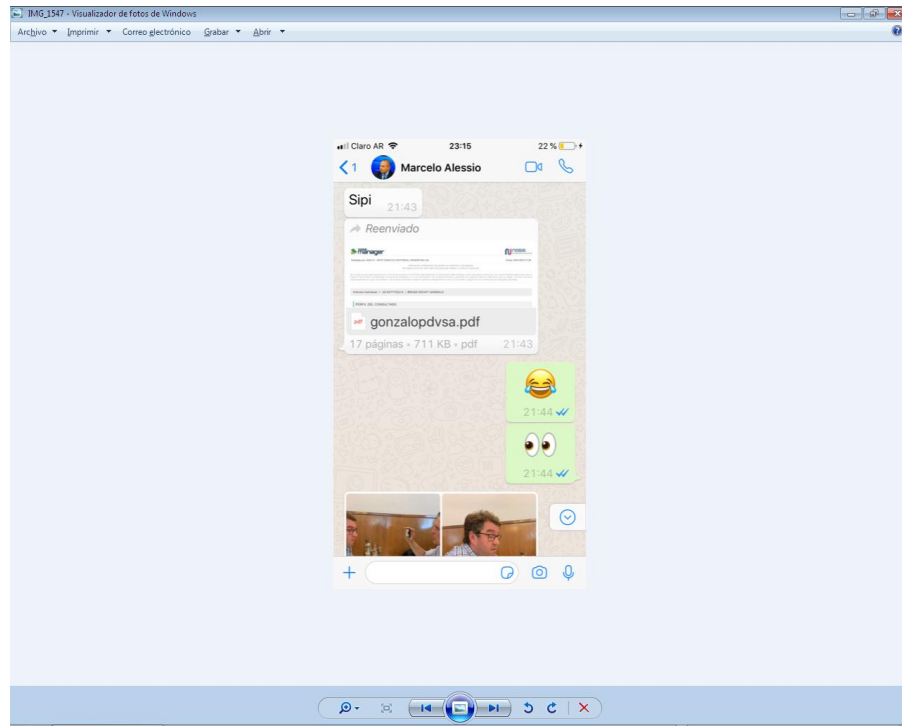 IMG_1547 - Visualizador de fotos de Windows
Archivo Imprimir Correo electrónico Grabar Abrir
Claro AR 23:15 22 %
1 Marcelo Alessio
Sipi 21:43
Reenviado
manager
gonzalopdvsa.pdf
17 páginas • 711 KB • pdf 21:43
21:44
21:44